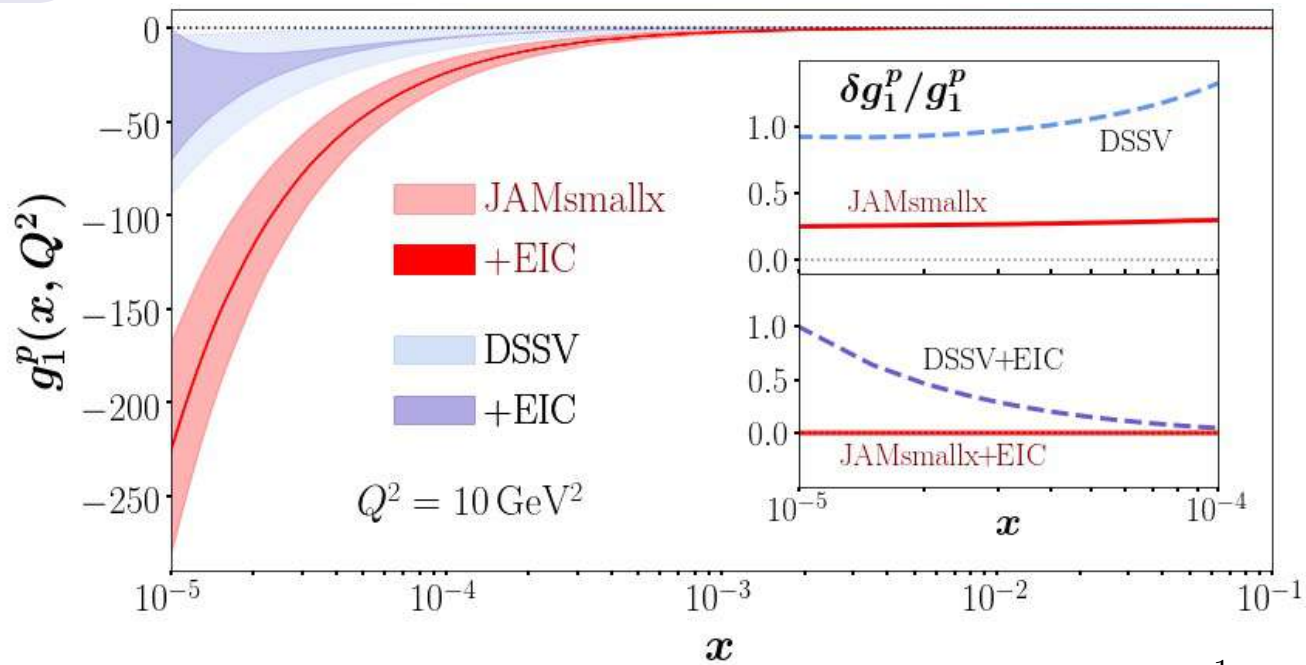 0
−50
−100
−150
−200
−250
g₁ᵖ(x, Q²)
JAMsmallx
+EIC
DSSV
+EIC
Q² = 10 GeV²
δg₁ᵖ/g₁ᵖ
1.0
0.5
0.0
DSSV
JAMsmallx
1.0
0.5
0.0
DSSV+EIC
JAMsmallx+EIC
10⁻⁵ 10⁻⁴
x
10⁻⁵ 10⁻⁴ 10⁻³ 10⁻² 10⁻¹
x
1